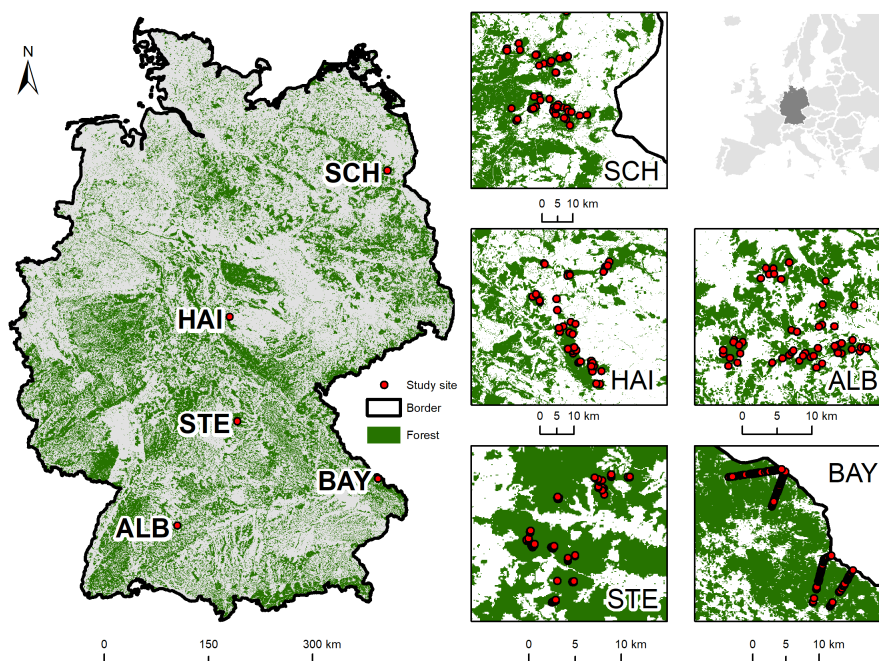 N
SCH
HAI
STE
BAY
ALB
Study site
Border
Forest
0 150 300 km
SCH
0 5 10 km
HAI
0 5 10 km
ALB
0 5 10 km
STE
0 5 10 km
BAY
0 5 10 km